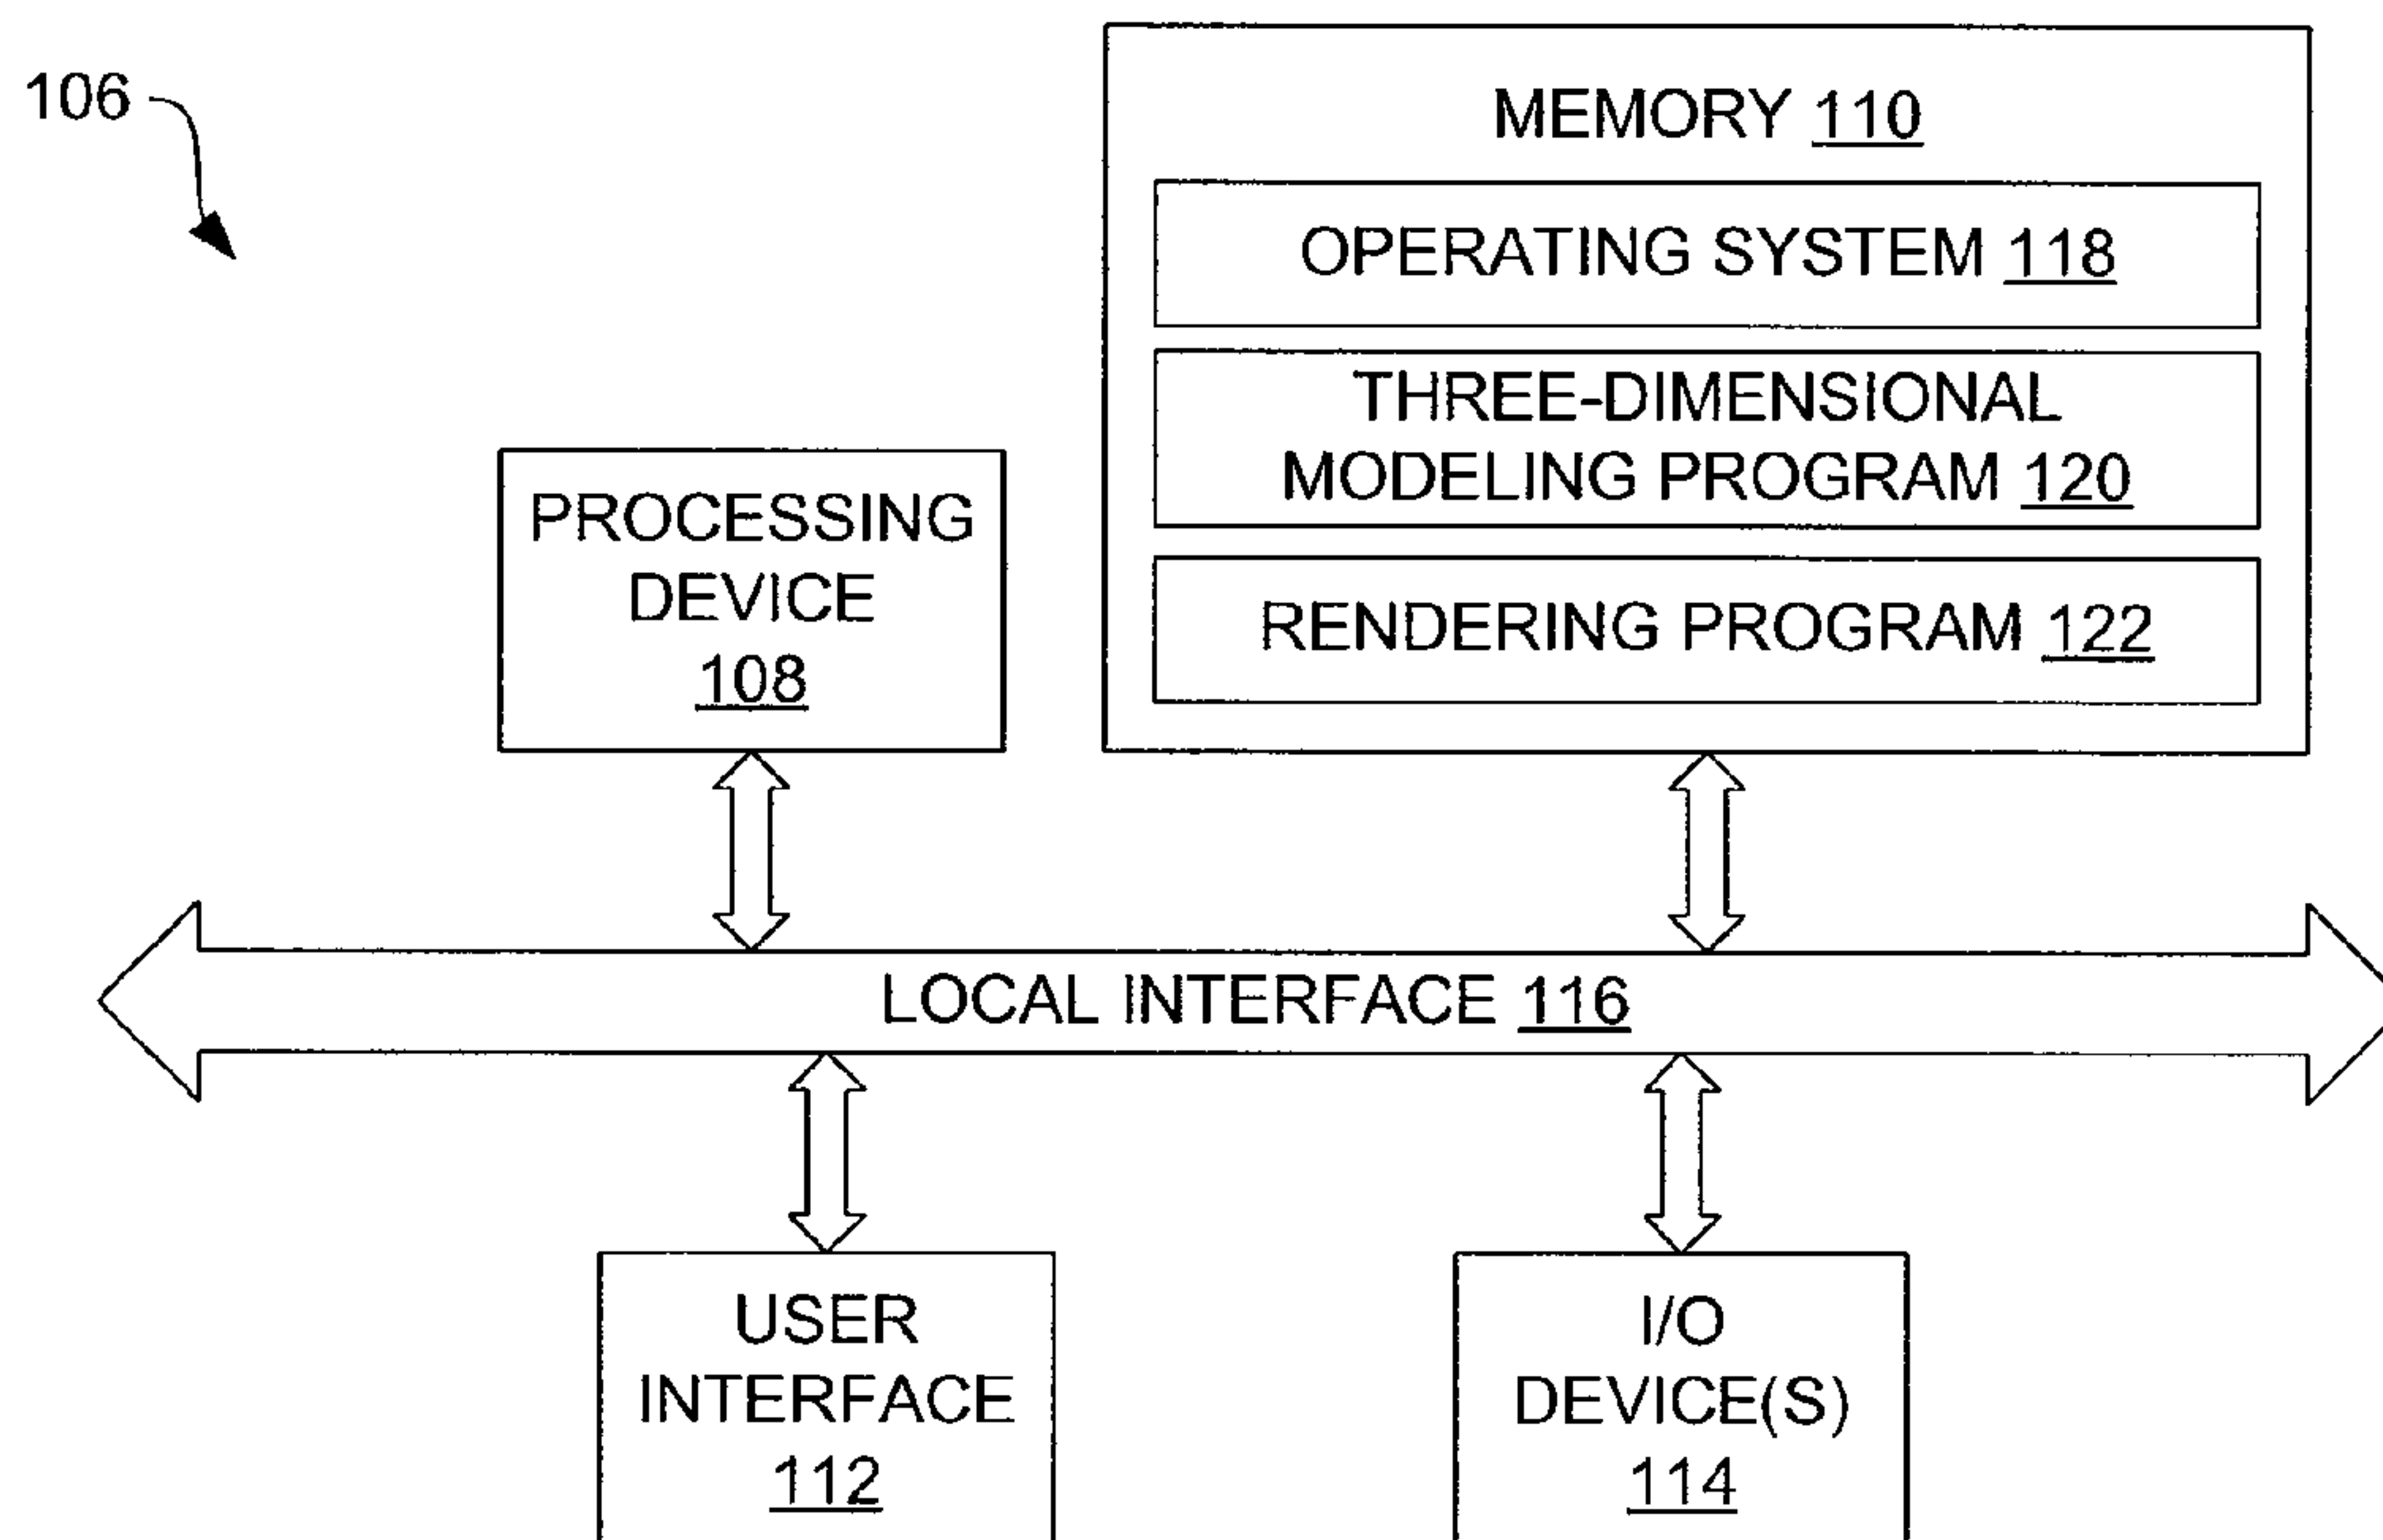 106
MEMORY 110
OPERATING SYSTEM 118
THREE-DIMENSIONAL
MODELING PROGRAM 120
RENDERING PROGRAM 122
PROCESSING
DEVICE
108
LOCAL INTERFACE 116
USER
INTERFACE
112
I/O
DEVICE(S)
114